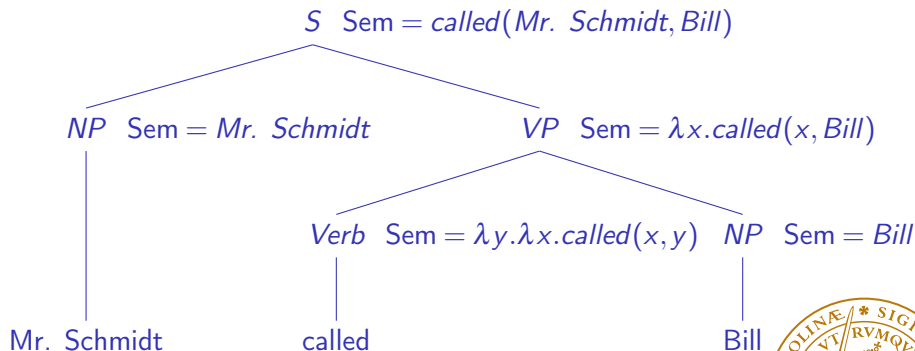 S Sem = called(Mr. Schmidt, Bill)
NP Sem = Mr. Schmidt VP Sem = λx.called(x, Bill)
Verb Sem = λy.λx.called(x, y) NP Sem = Bill
Mr. Schmidt called Bill